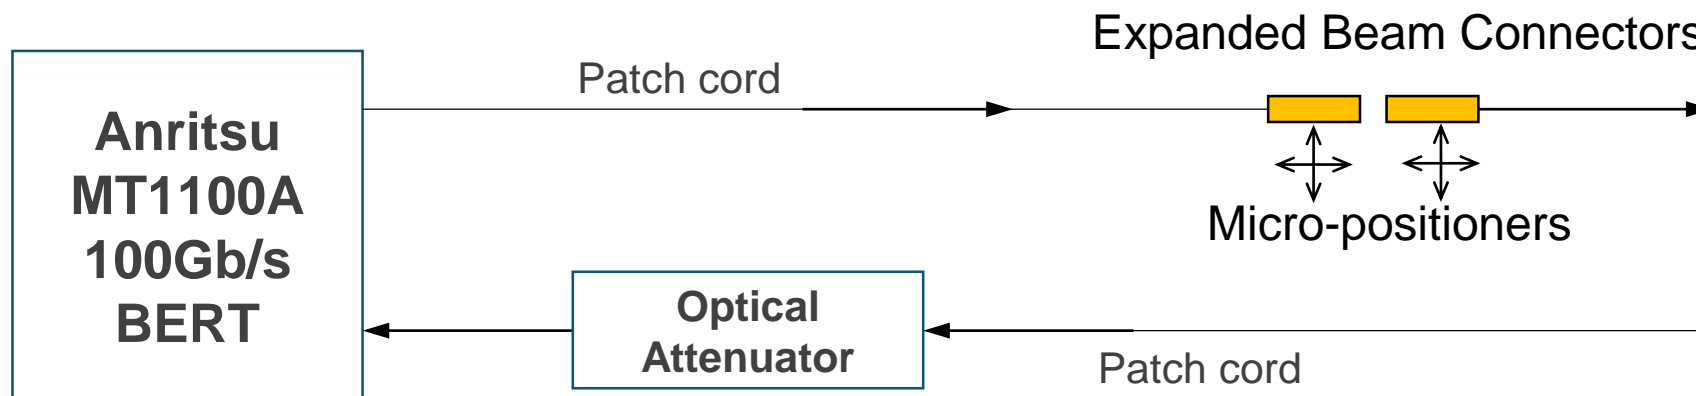 Expanded Beam Connectors
Patch cord
Anritsu
MT1100A
100Gb/s
BERT
Micro-positioners
Optical
Attenuator
Patch cord